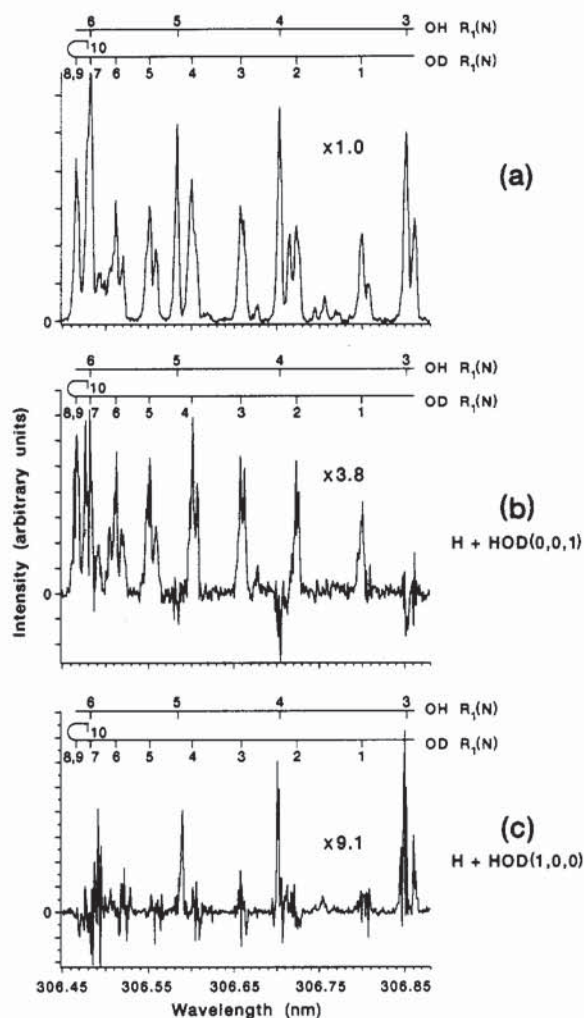 6 5 4 3 OH R₁(N)
10 OD R₁(N)
8,9 7 6 5 4 3 2 1
x1.0
(a)
0
6 5 4 3 OH R₁(N)
10 OD R₁(N)
8,9 7 6 5 4 3 2 1
x3.8
(b)
H + HOD(0,0,1)
0
Intensity (arbitrary units)
6 5 4 3 OH R₁(N)
10 OD R₁(N)
8,9 7 6 5 4 3 2 1
x9.1
(c)
H + HOD(1,0,0)
0
306.45 306.55 306.65 306.75 306.85
Wavelength (nm)